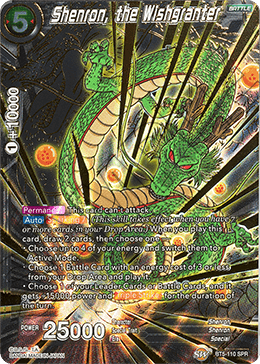 Shenron, the Wishgranter
BATTLE
5
1 +10000
Permanent This card can't attack.
Auto (This skill takes effect when you have
or more cards in your Drop Area.) When you play this
card, draw 2 cards, then choose one—
• Choose up to 4 of your energy and switch them to
Active Mode.
• Choose 1 Battle Card with an energy cost of or less
from your Drop Area and play it.
• Choose 1 of your Leader Cards or Battle Cards, and it
gets +15000 power and for the duration of
the turn.
POWER 25000
Special Trait
Era
Shenron
Shenron
Special
BT5-110 SPR